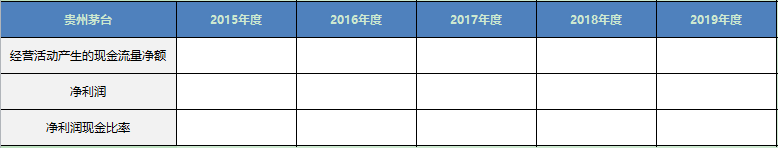 贵州茅台 2015年度 2016年度 2017年度 2018年度 2019年度
经营活动产生的现金流量净额
净利润
净利润现金比率